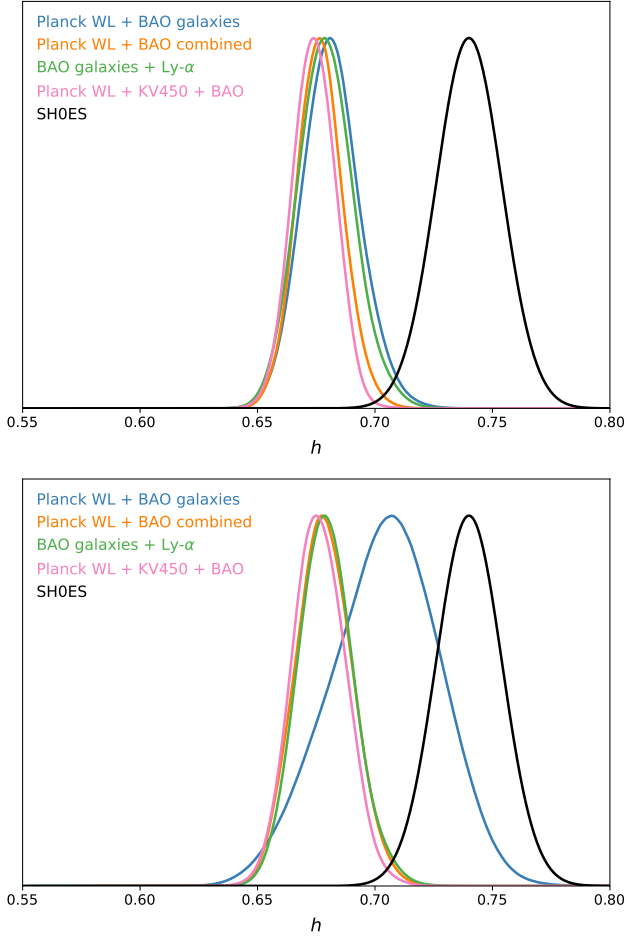 Planck WL + BAO galaxies
Planck WL + BAO combined
BAO galaxies + Ly-α
Planck WL + KV450 + BAO
SH0ES
0.55 0.60 0.65 0.70 0.75 0.80
h
Planck WL + BAO galaxies
Planck WL + BAO combined
BAO galaxies + Ly-α
Planck WL + KV450 + BAO
SH0ES
0.55 0.60 0.65 0.70 0.75 0.80
h